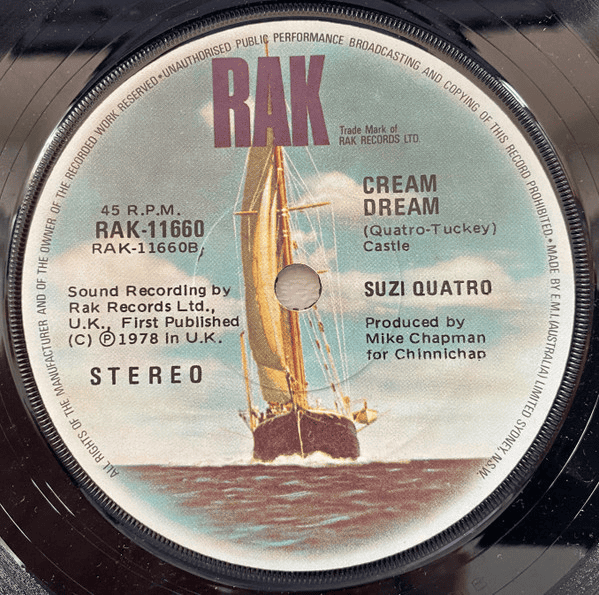 ALL RIGHTS OF THE MANUFACTURER AND OF THE OWNER OF THE RECORDED WORK RESERVED•UNAUTHORISED PUBLIC PERFORMANCE BROADCASTING AND COPYING OF THIS RECORD PROHIBITED.•MADE BY E.M.I. (AUSTRALIA) LIMITED SYDNEY, N.S.W.
RAK
Trade Mark of
RAK RECORDS LTD.
45 R.P.M.
RAK-11660
RAK-11660B;
CREAM
DREAM
(Quatro-Tuckey)
Castle
Sound Recording by
Rak Records Ltd.,
U.K., First Published
(C) Ⓟ1978 in U.K.
STEREO
SUZI QUATRO
Produced by
Mike Chapman
for Chinnichap